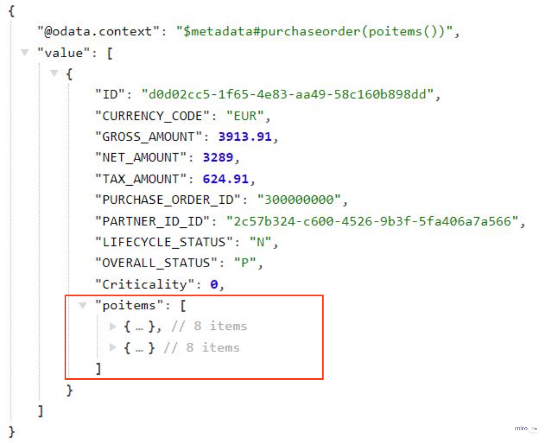 {
"@odata.context": "$metadata#purchaseorder(poitems())",
"value": [
{
"ID": "d0d02cc5-1f65-4e83-aa49-58c160b898dd",
"CURRENCY_CODE": "EUR",
"GROSS_AMOUNT": 3913.91,
"NET_AMOUNT": 3289,
"TAX_AMOUNT": 624.91,
"PURCHASE_ORDER_ID": "300000000",
"PARTNER_ID_ID": "2c57b324-c600-4526-9b3f-5fa406a7a566",
"LIFECYCLE_STATUS": "N",
"OVERALL_STATUS": "P",
"Criticality": 0,
"poitems": [
{ … }, // 8 items
{ … } // 8 items
]
}
]
}